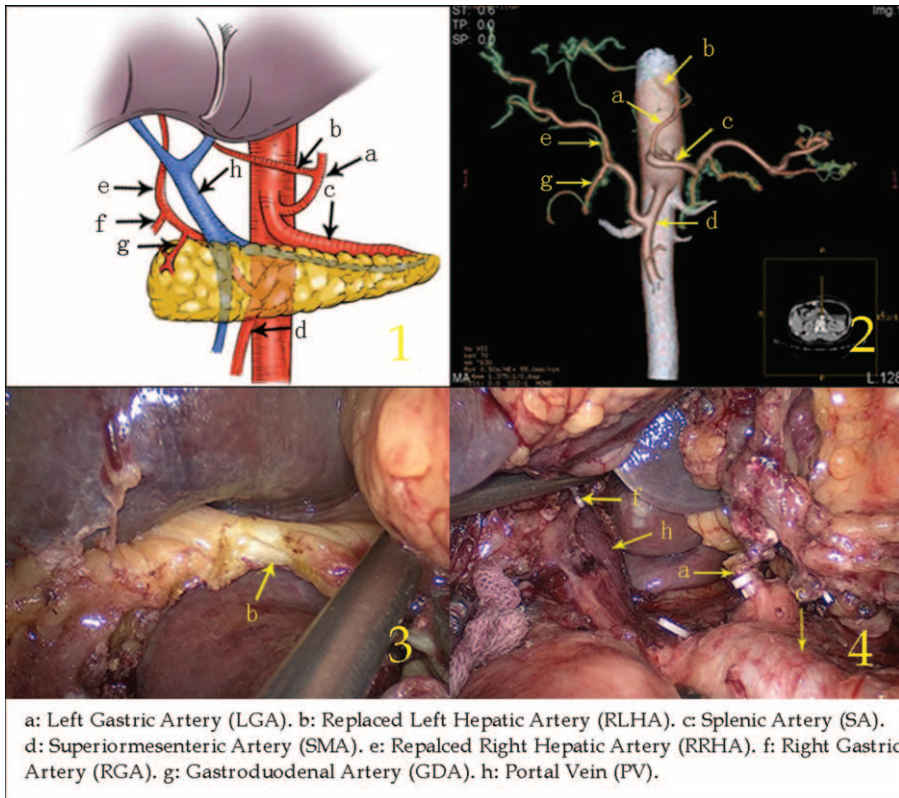 ST: 0.6
TP: 0.0
SP: 0.0
Img:
b
a
c
h
e
f
g
d
1
b
a
c
e
g
d
2
MA
L:128
b
3
f
h
a
c
4
a: Left Gastric Artery (LGA). b: Replaced Left Hepatic Artery (RLHA). c: Splenic Artery (SA).
d: Superiormesenteric Artery (SMA). e: Repalced Right Hepatic Artery (RRHA). f: Right Gastric
Artery (RGA). g: Gastroduodenal Artery (GDA). h: Portal Vein (PV).